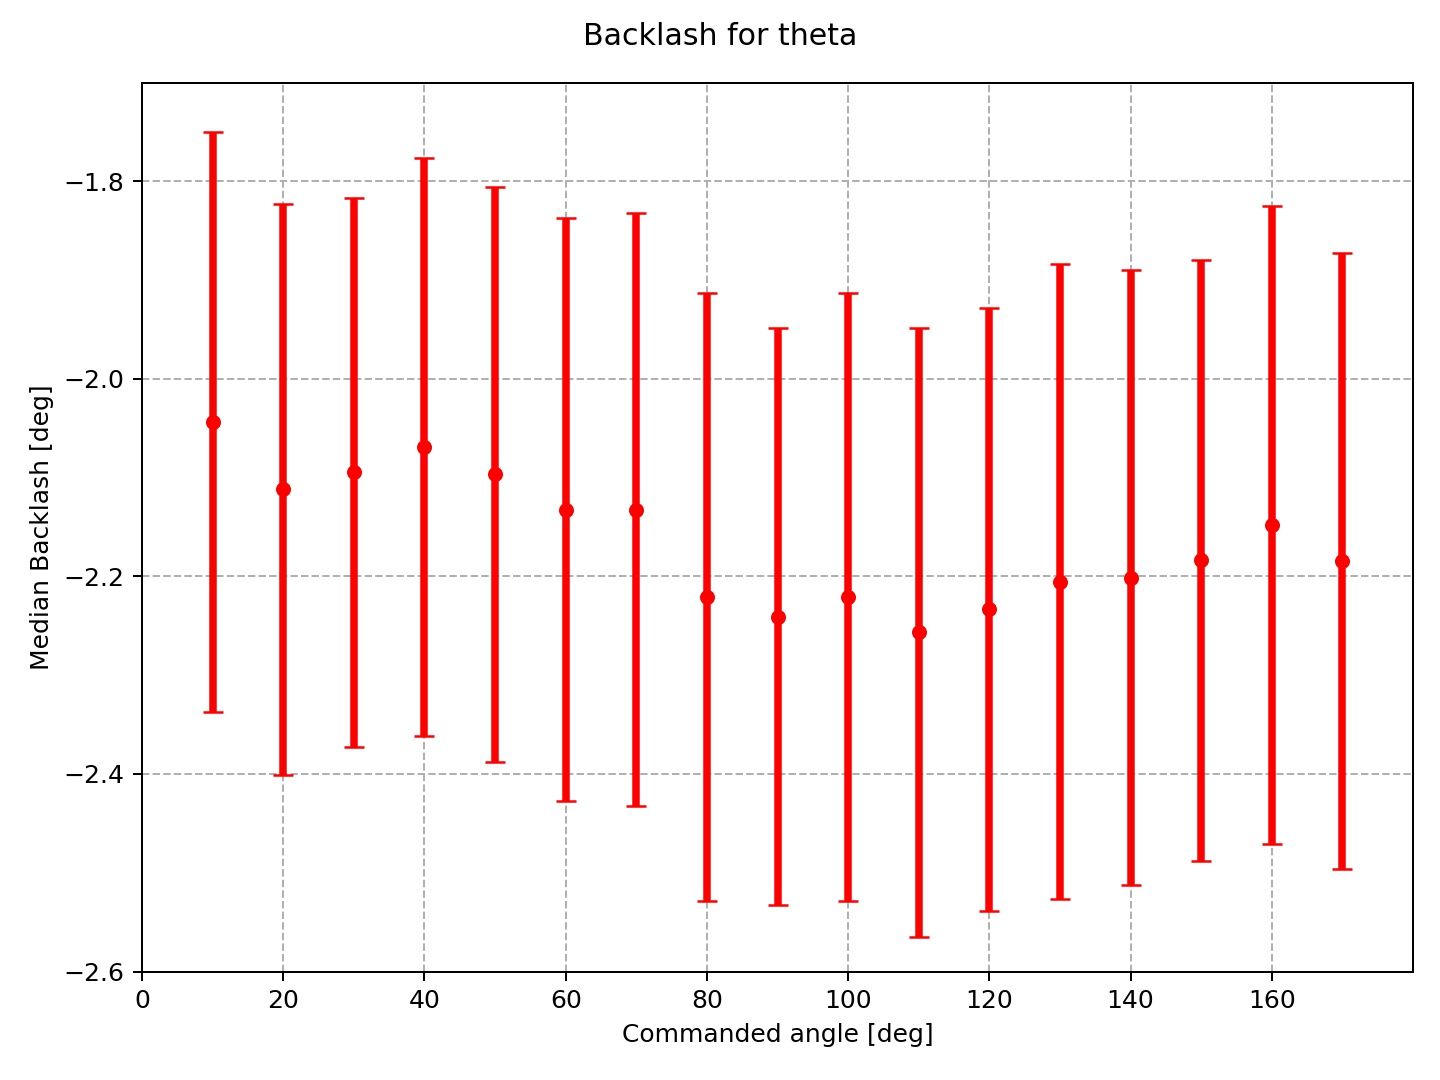 Backlash for theta
Median Backlash [deg]
−1.8
−2.0
−2.2
−2.4
−2.6
0 20 40 60 80 100 120 140 160
Commanded angle [deg]